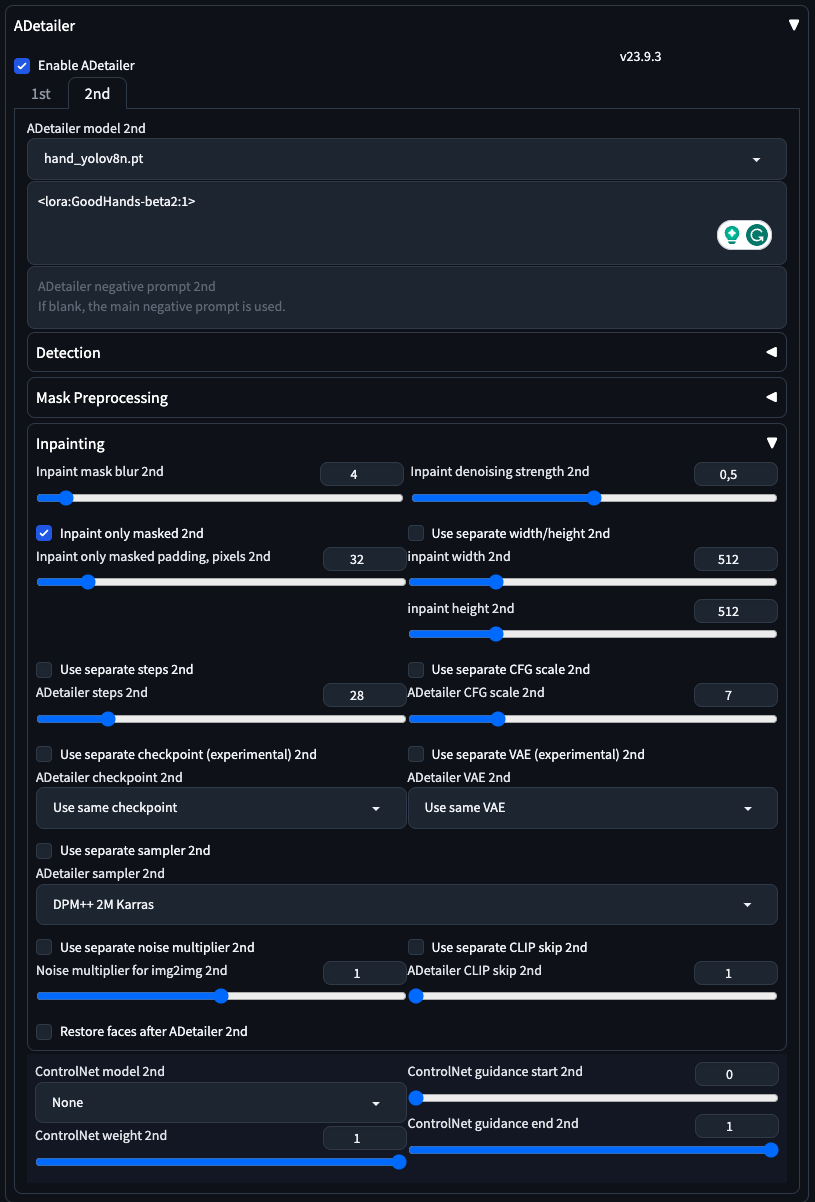 ADetailer
Enable ADetailer
v23.9.3
1st
2nd
ADetailer model 2nd
hand_yolov8n.pt
<lora:GoodHands-beta2:1>
ADetailer negative prompt 2nd
If blank, the main negative prompt is used.
Detection
Mask Preprocessing
Inpainting
Inpaint mask blur 2nd
4
Inpaint denoising strength 2nd
0,5
Inpaint only masked 2nd
Use separate width/height 2nd
Inpaint only masked padding, pixels 2nd
32
inpaint width 2nd
512
inpaint height 2nd
512
Use separate steps 2nd
Use separate CFG scale 2nd
ADetailer steps 2nd
28
ADetailer CFG scale 2nd
7
Use separate checkpoint (experimental) 2nd
Use separate VAE (experimental) 2nd
ADetailer checkpoint 2nd
ADetailer VAE 2nd
Use same checkpoint
Use same VAE
Use separate sampler 2nd
ADetailer sampler 2nd
DPM++ 2M Karras
Use separate noise multiplier 2nd
Use separate CLIP skip 2nd
Noise multiplier for img2img 2nd
1
ADetailer CLIP skip 2nd
1
Restore faces after ADetailer 2nd
ControlNet model 2nd
None
ControlNet guidance start 2nd
0
ControlNet weight 2nd
1
ControlNet guidance end 2nd
1